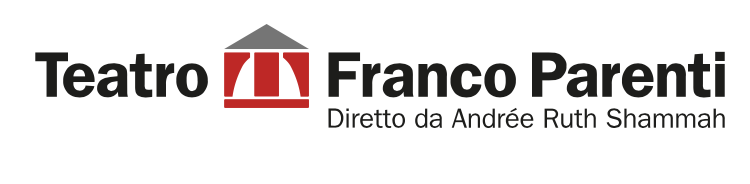 Teatro Franco Parenti
Diretto da Andrée Ruth Shammah